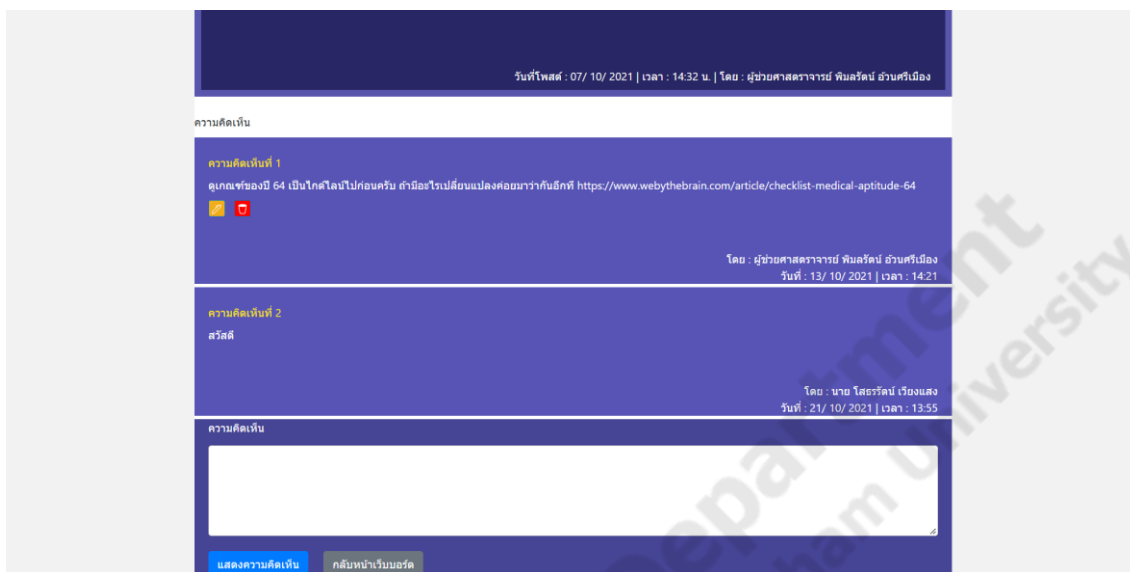 วันที่โพสต์ : 07/ 10/ 2021 | เวลา : 14:32 น. | โดย : ผู้ช่วยศาสตราจารย์ พิมลรัตน์ อ้วนศรีเมือง
ความคิดเห็น
ความคิดเห็นที่ 1
ดูเกณฑ์ของปี 64 เป็นไกด์ไลน์ไปก่อนครับ ถ้ามีอะไรเปลี่ยนแปลงค่อยมาว่ากันอีกที https://www.webythebrain.com/article/checklist-medical-aptitude-64
โดย : ผู้ช่วยศาสตราจารย์ พิมลรัตน์ อ้วนศรีเมือง
วันที่ : 13/ 10/ 2021 | เวลา : 14:21
ความคิดเห็นที่ 2
สวัสดี
โดย : นาย โสธรรัตน์ เวียงแสง
วันที่ : 21/ 10/ 2021 | เวลา : 13:55
ความคิดเห็น
แสดงความคิดเห็น
กลับหน้าเว็บบอร์ด
epartment
ham University